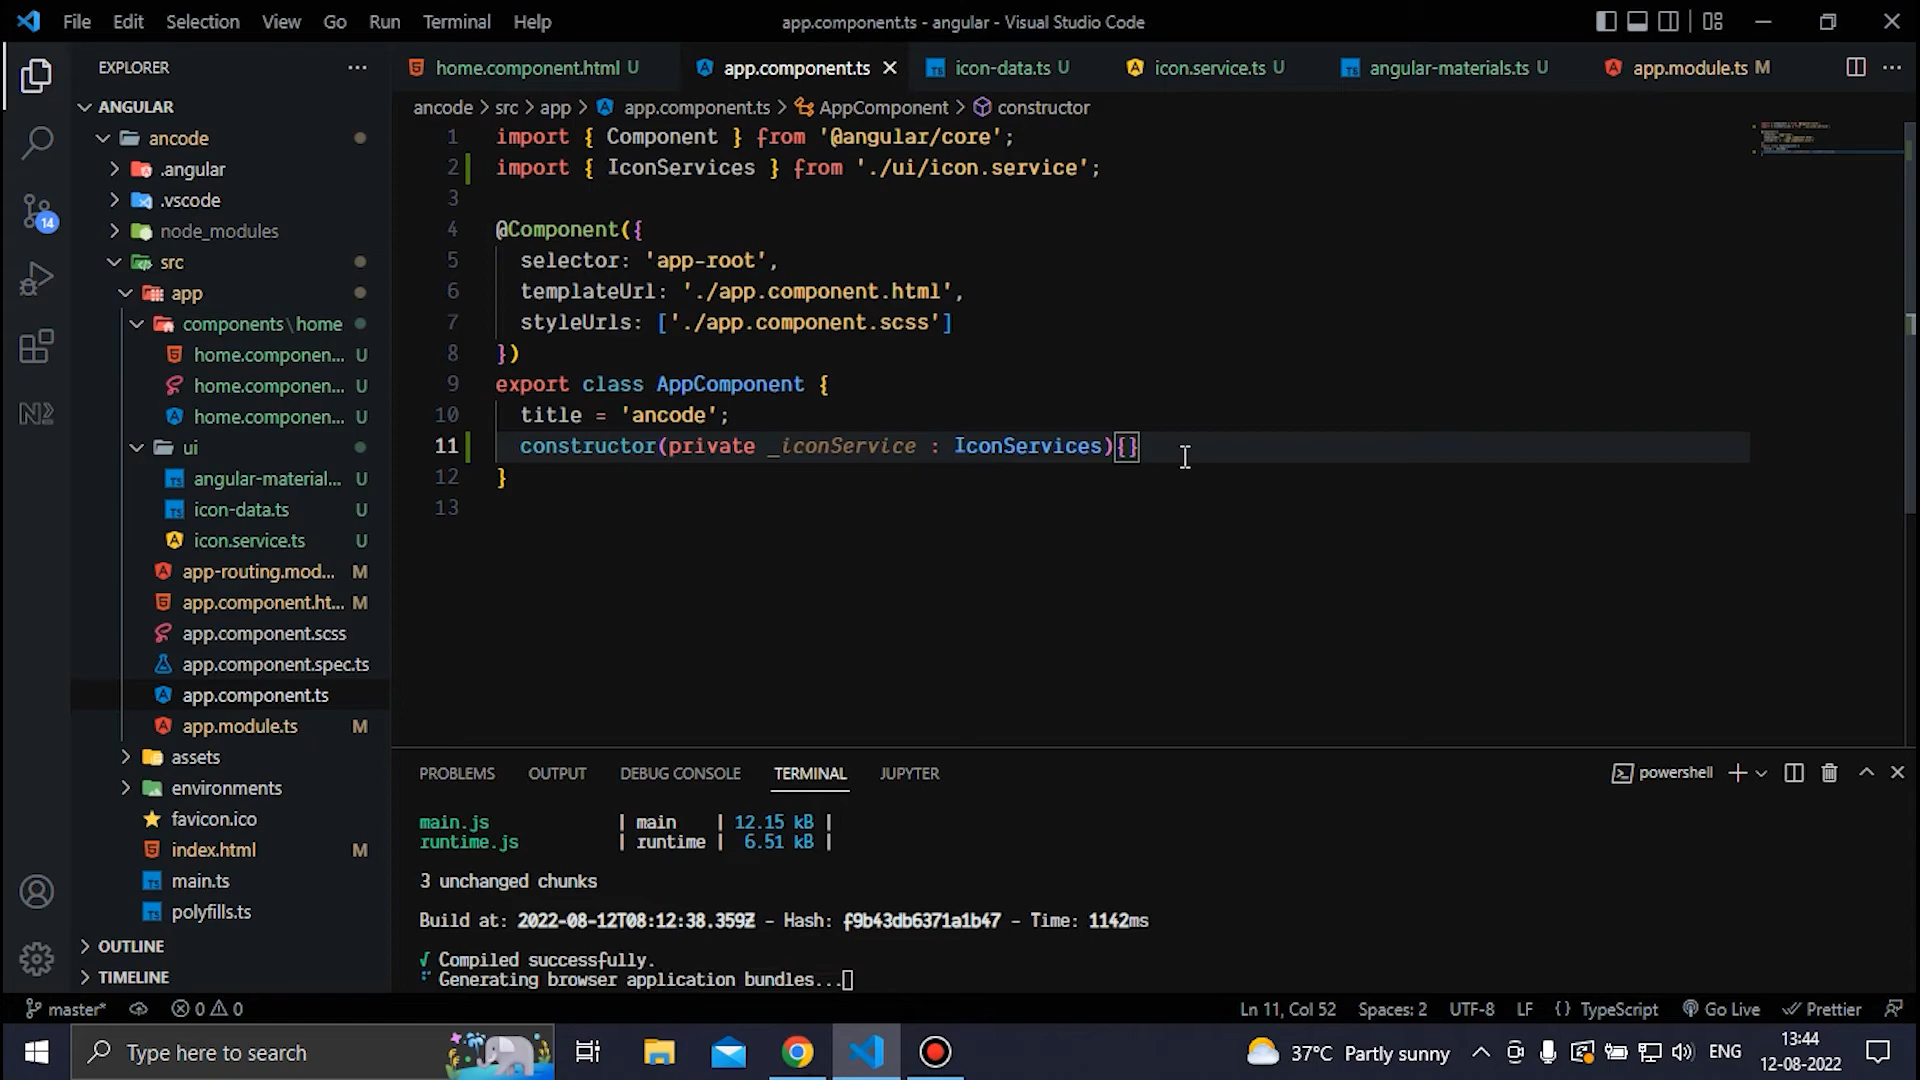 File Edit Selection View Go Run Terminal Help
app.component.ts - angular - Visual Studio Code
EXPLORER
ANGULAR
ancode
.angular
.vscode
node_modules
src
app
components\home
home.componen... U
home.componen... U
home.componen... U
ui
angular-material... U
icon-data.ts U
icon.service.ts U
app-routing.mod... M
app.component.ht... M
app.component.scss
app.component.spec.ts
app.component.ts
app.module.ts M
assets
environments
favicon.ico
index.html M
main.ts
polyfills.ts
OUTLINE
TIMELINE
14
home.component.html U
app.component.ts
icon-data.ts U
icon.service.ts U
angular-materials.ts U
app.module.ts M
ancode > src > app > app.component.ts > AppComponent > constructor
1 import { Component } from '@angular/core';
2 import { IconServices } from './ui/icon.service';
3
4 @Component({
5 selector: 'app-root',
6 templateUrl: './app.component.html',
7 styleUrls: ['./app.component.scss']
8 })
9 export class AppComponent {
10 title = 'ancode';
11 constructor(private _iconService : IconServices){}
12 }
13
PROBLEMS OUTPUT DEBUG CONSOLE TERMINAL JUPYTER
powershell
main.js | main | 12.15 kB |
runtime.js | runtime | 6.51 kB |
3 unchanged chunks
Build at: 2022-08-12T08:12:38.359Z - Hash: f9b43db6371a1b47 - Time: 1142ms
√ Compiled successfully.
Generating browser application bundles...
master* 0 0
Ln 11, Col 52 Spaces: 2 UTF-8 LF {} TypeScript Go Live Prettier
Type here to search
37°C Partly sunny
ENG
13:44
12-08-2022